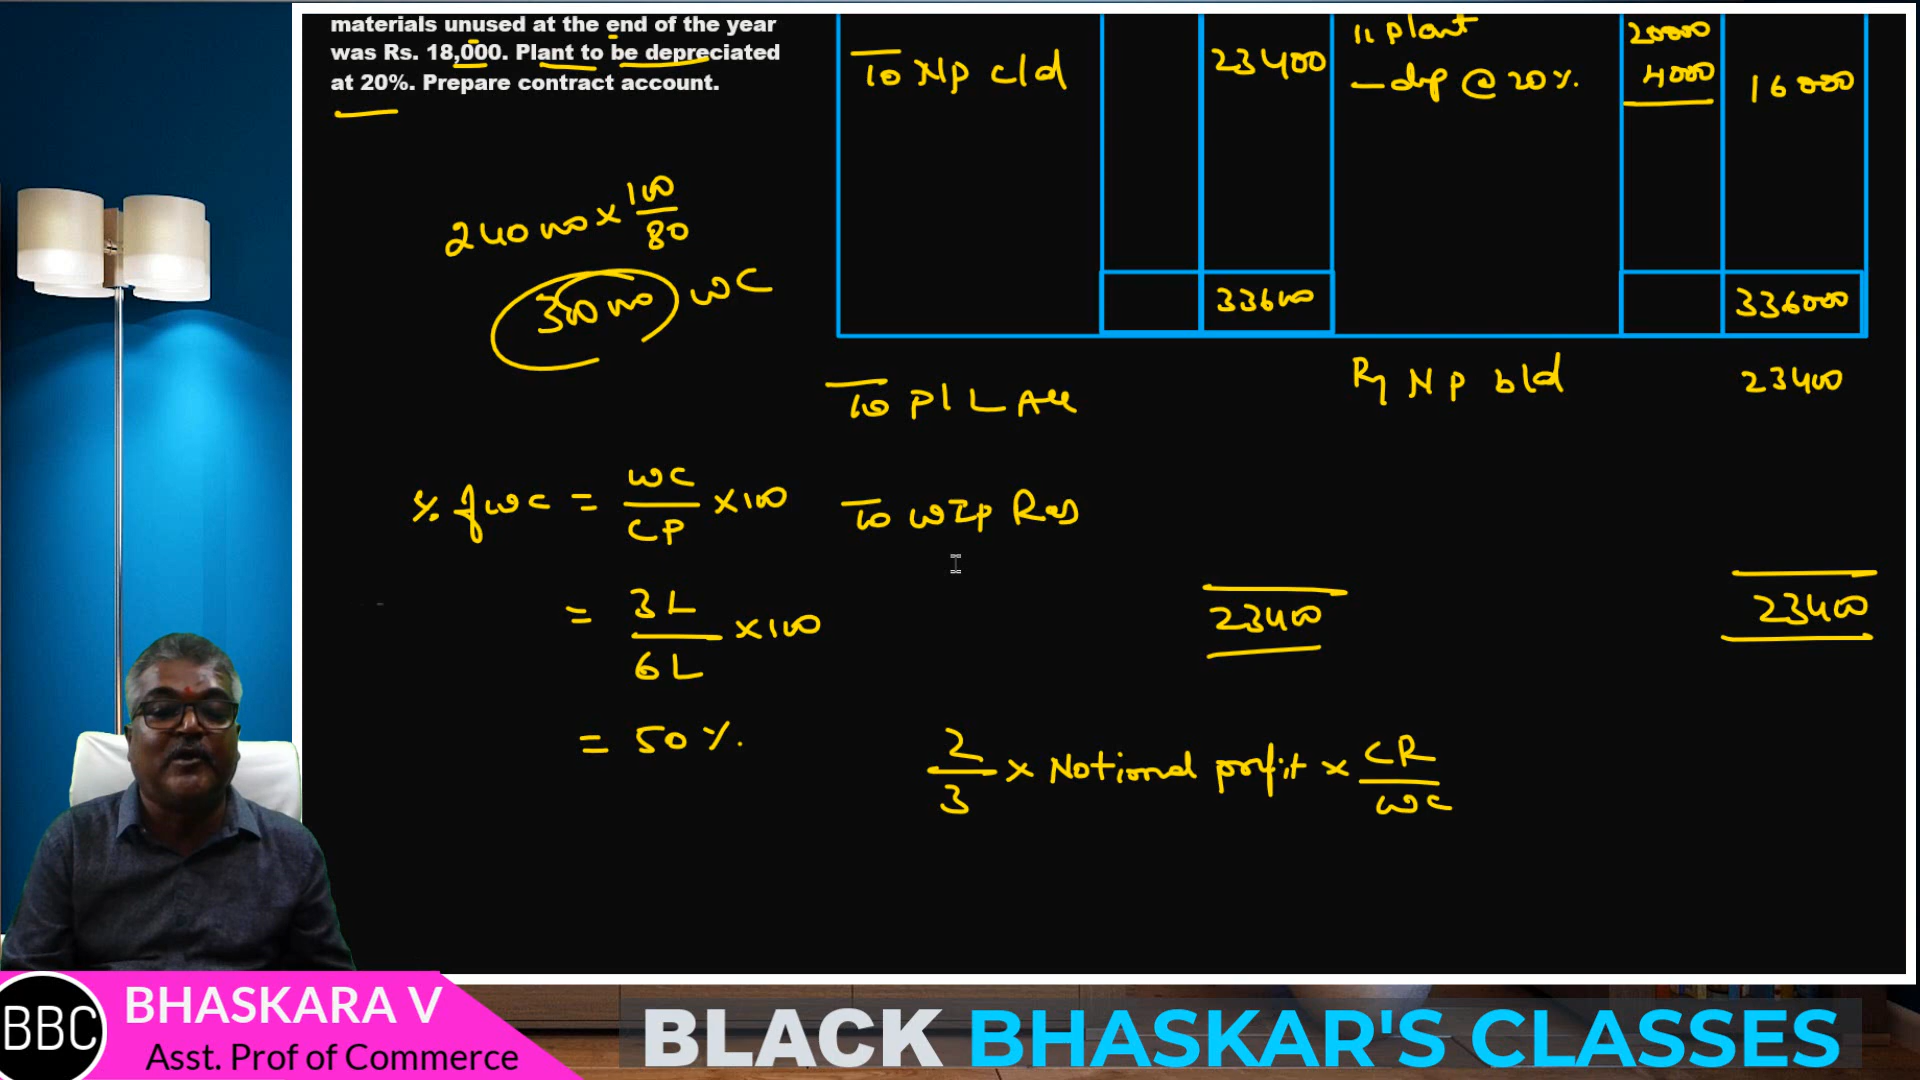 materials unused at the end of the year
was Rs. 18,000. Plant to be depreciated
at 20%. Prepare contract account.
240000 × 100/80
300000 WC
% of WC = WC/CP × 100
= 3L/6L × 100
= 50%.
To NP c/d 23400
" plant 20000
- dep @ 20%. 4000 16000
33600 336000
By NP b/d 23400
To P/L Acc
To WIP Res
23400 23400
2/3 × Notional profit × CR/WC
BBC
BHASKARA V
Asst. Prof of Commerce
BLACK BHASKAR'S CLASSES